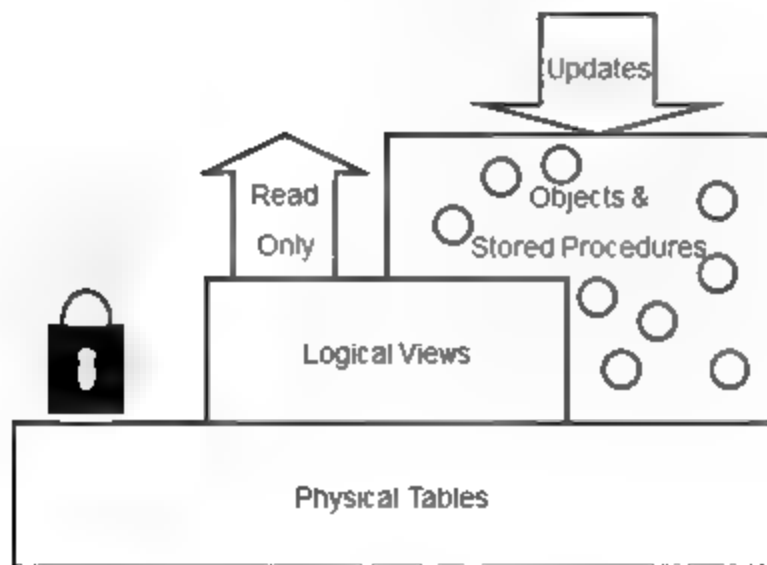 Updates
Read
Only
Objects &
Stored Procedures
Logical Views
Physical Tables